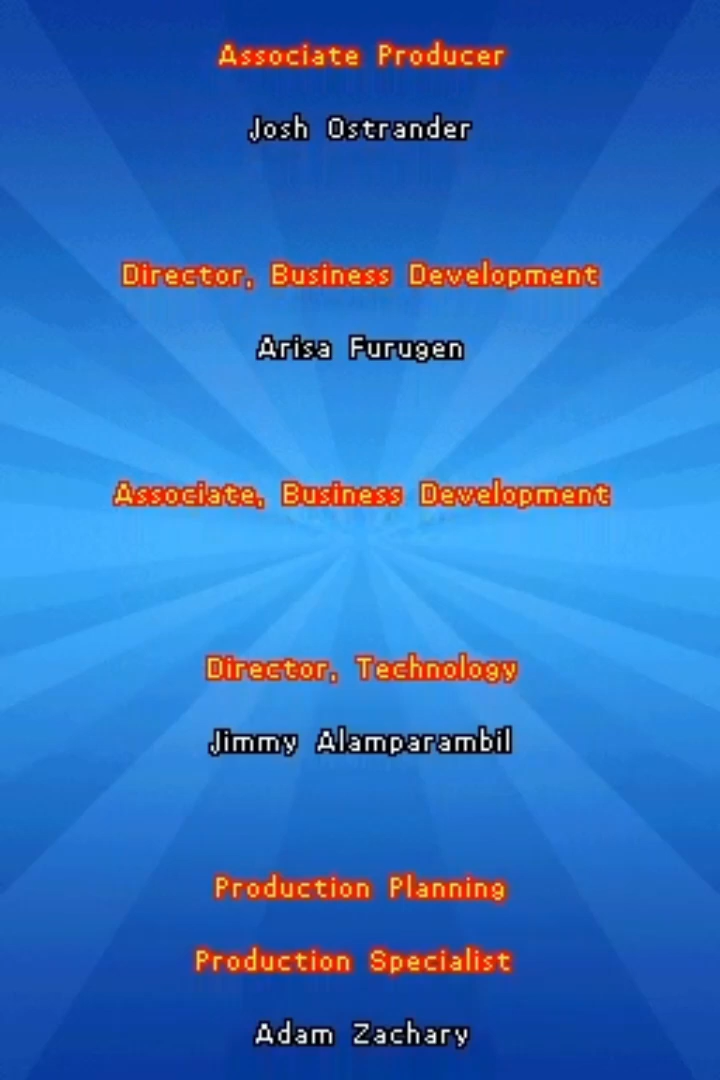 Associate Producer
Josh Ostrander
Director, Business Development
Arisa Furugen
Associate, Business Development
Director, Technology
Jimmy Alamparambil
Production Planning
Production Specialist
Adam Zachary